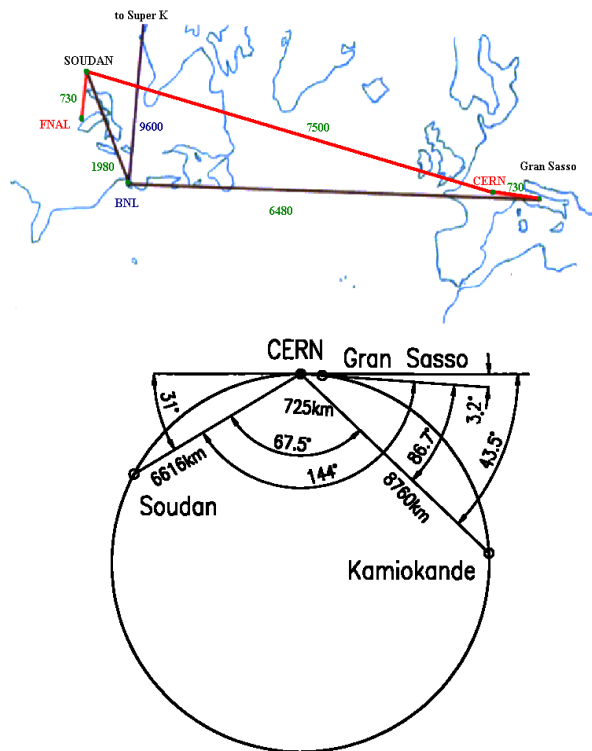 to Super K
SOUDAN
730
FNAL
9600
7500
1980
BNL
Gran Sasso
CERN
730
6480
CERN
Gran Sasso
31°
725km
3.2°
67.5°
86.7°
43.5°
6616km
144°
8760km
Soudan
Kamiokande